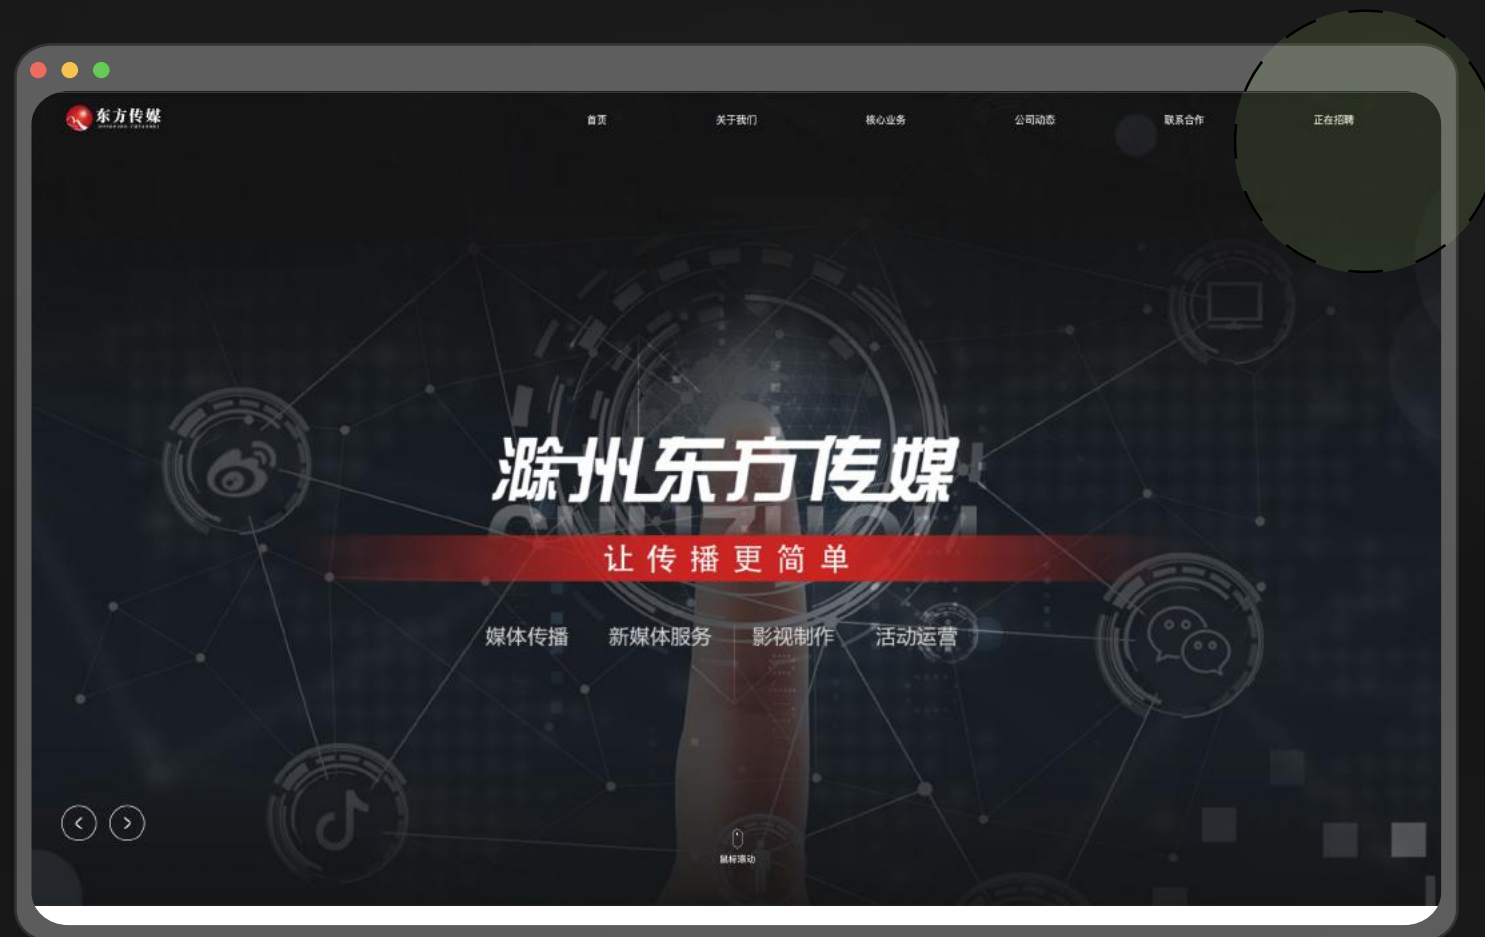 东方传媒
首页 关于我们 核心业务 公司动态 联系合作 正在招聘
滁州东方传媒
CHUZHOU
让传播更简单
媒体传播 新媒体服务 影视制作 活动运营
鼠标滚动